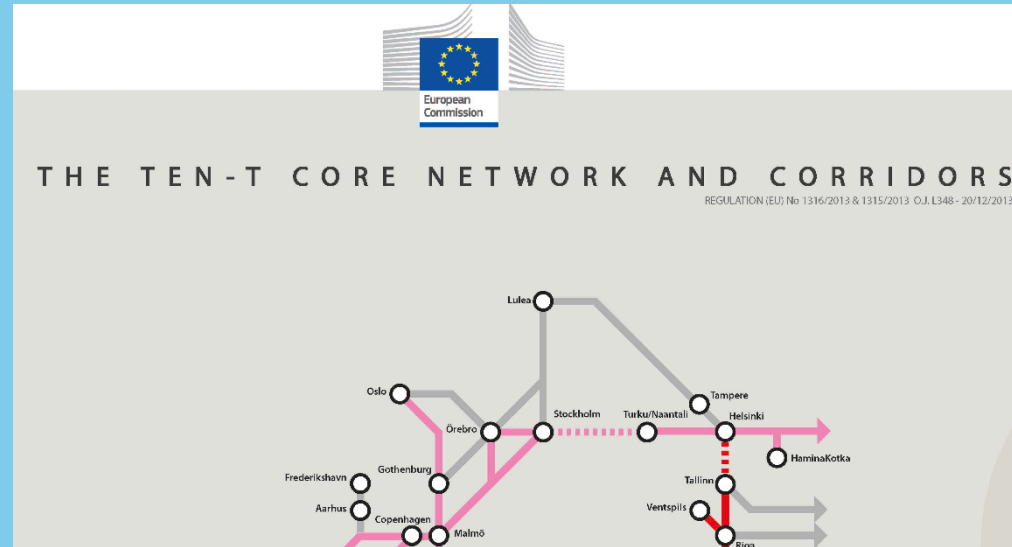 European
Commission
THE TEN-T CORE NETWORK AND CORRIDORS
REGULATION (EU) No 1316/2013 & 1315/2013 O.J. L348 - 20/12/2013
Lulea
Oslo
Tampere
Örebro
Stockholm
Turku/Naantali
Helsinki
HaminaKotka
Frederikshavn
Gothenburg
Tallinn
Aarhus
Ventspils
Copenhagen
Malmö
Riga